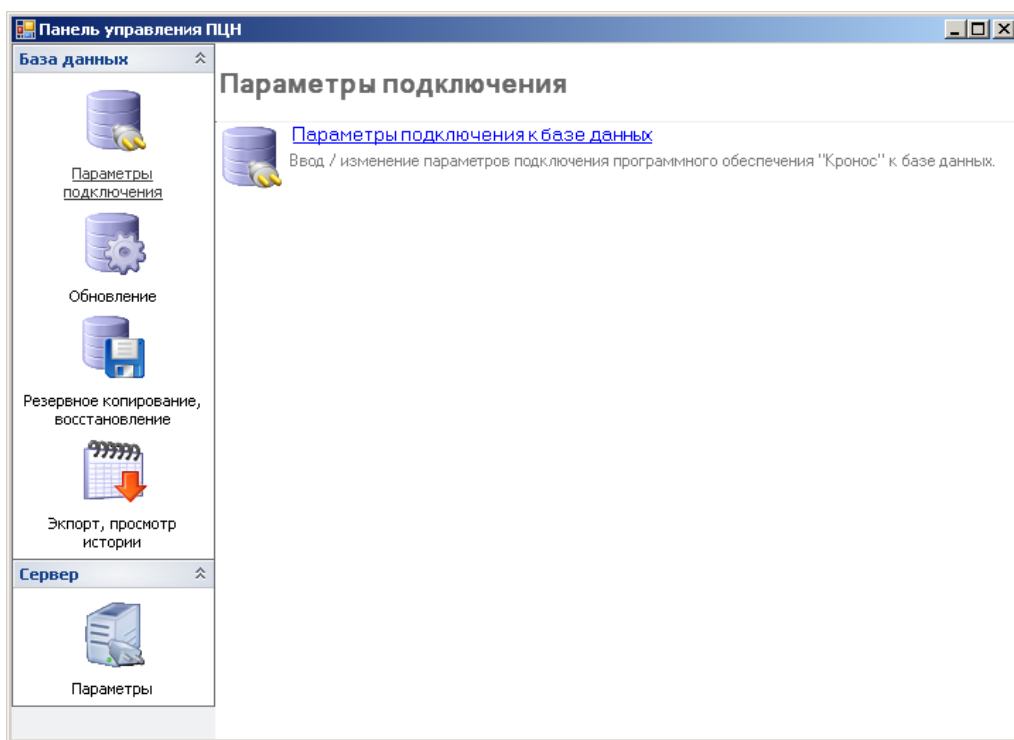 Панель управления ПЦН
База данных
Параметры
подключения
Обновление
Резервное копирование,
восстановление
Экпорт, просмотр
истории
Сервер
Параметры
Параметры подключения
Параметры подключения к базе данных
Ввод / изменение параметров подключения программного обеспечения "Кронос" к базе данных.